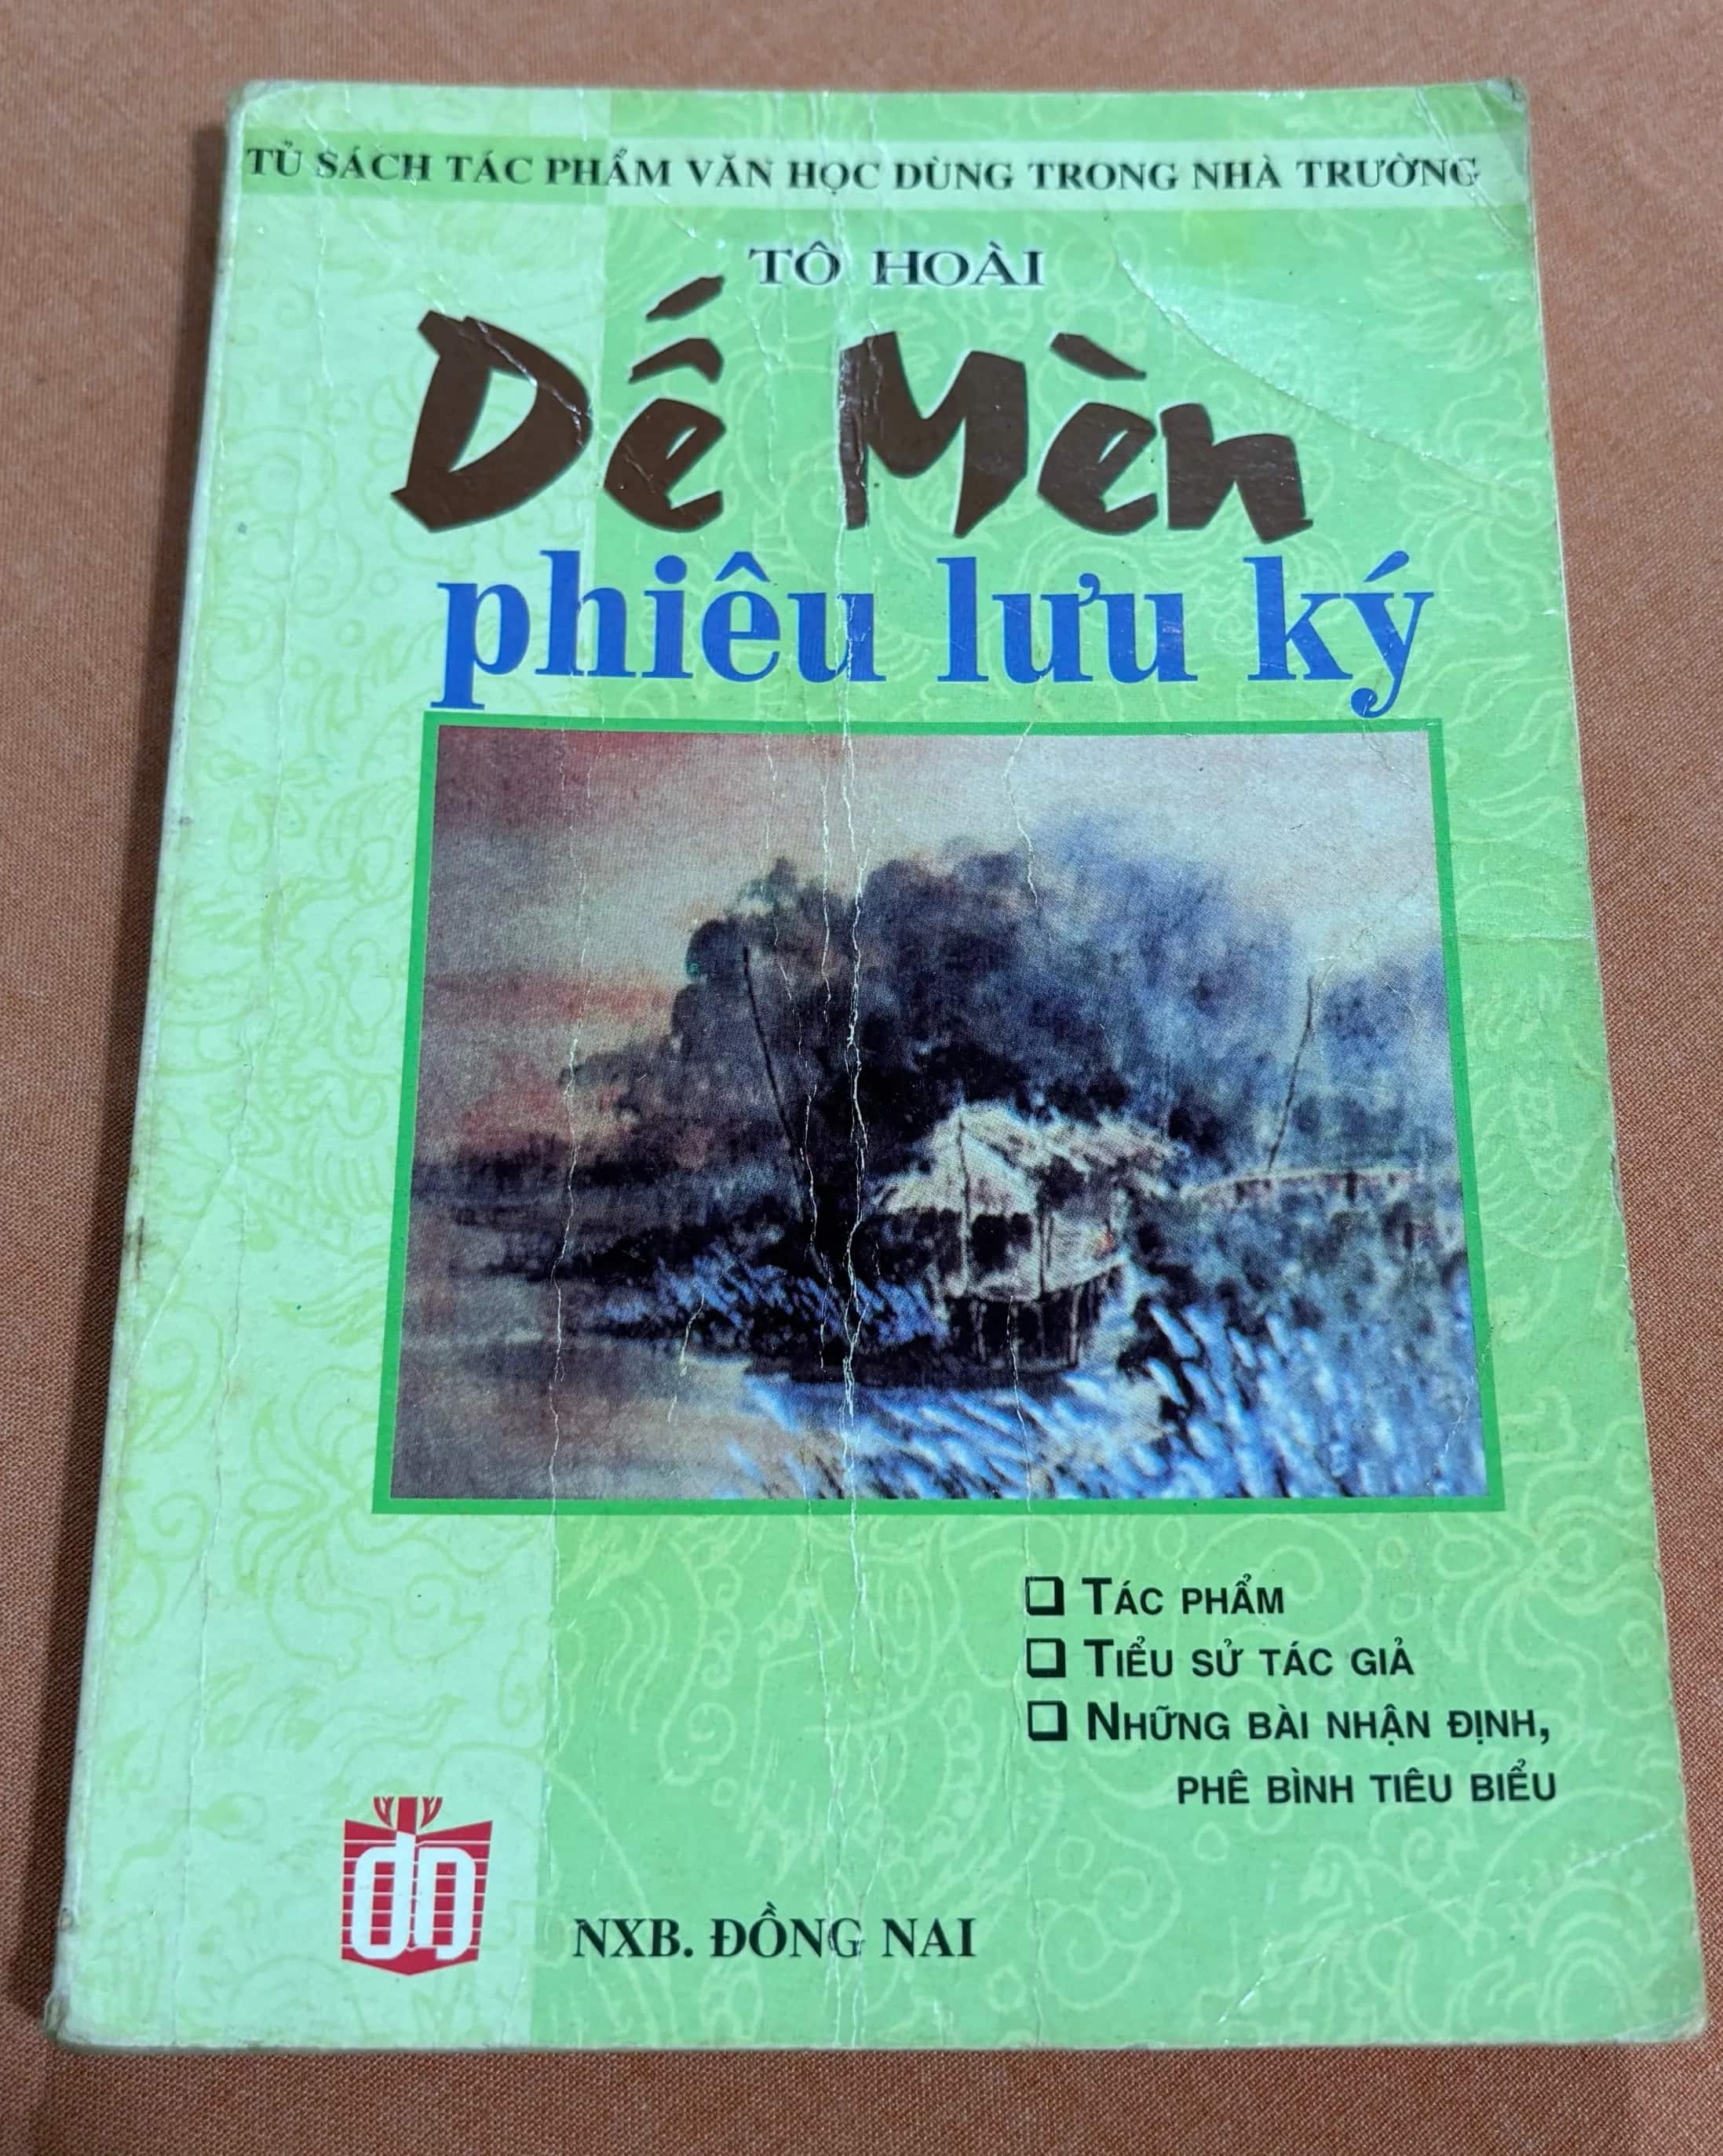 TỦ SÁCH TÁC PHẨM VĂN HỌC DÙNG TRONG NHÀ TRƯỜNG
TÔ HOÀI
Dế Mèn
phiêu lưu ký
❑ TÁC PHẨM
❑ TIỂU SỬ TÁC GIẢ
❑ NHỮNG BÀI NHẬN ĐỊNH,
PHÊ BÌNH TIÊU BIỂU
đn
NXB. ĐỒNG NAI